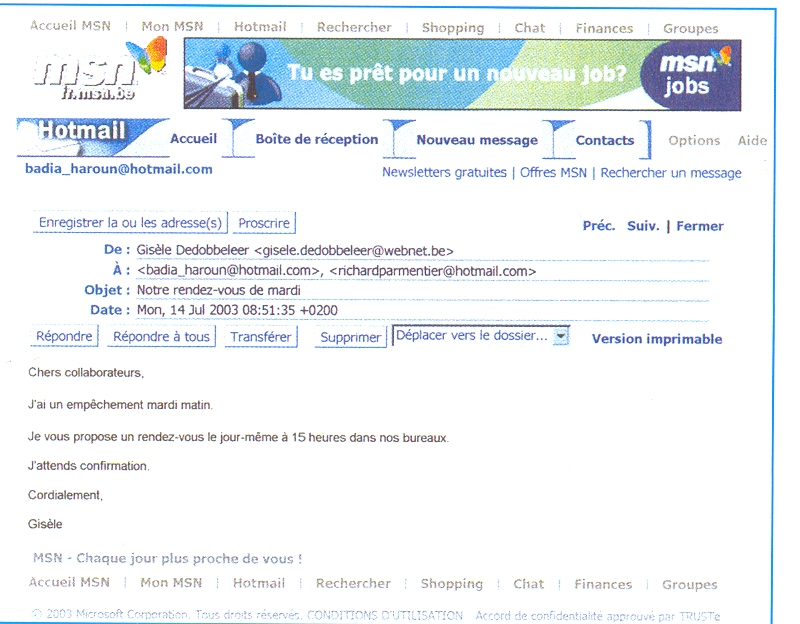 Accueil MSN | Mon MSN | Hotmail | Rechercher | Shopping | Chat | Finances | Groupes
msn
fr.msn.be
Tu es prêt pour un nouveau job?
msn
jobs
Hotmail Accueil Boîte de réception Nouveau message Contacts Options Aide
badia_haroun@hotmail.com Newsletters gratuites | Offres MSN | Rechercher un message
Enregistrer la ou les adresse(s) Proscrire Préc. Suiv. | Fermer
De : Gisèle Dedobbeleer <gisele.dedobbeleer@webnet.be>
À : <badia_haroun@hotmail.com>, <richardparmentier@hotmail.com>
Objet : Notre rendez-vous de mardi
Date : Mon, 14 Jul 2003 08:51:35 +0200
Répondre Répondre à tous Transférer Supprimer Déplacer vers le dossier... Version imprimable
Chers collaborateurs,
J'ai un empêchement mardi matin.
Je vous propose un rendez-vous le jour-même à 15 heures dans nos bureaux.
J'attends confirmation.
Cordialement,
Gisèle
MSN - Chaque jour plus proche de vous !
Accueil MSN | Mon MSN | Hotmail | Rechercher | Shopping | Chat | Finances | Groupes
© 2003 Microsoft Corporation. Tous droits réservés. CONDITIONS D'UTILISATION Accord de confidentialité approuvé par TRUSTe